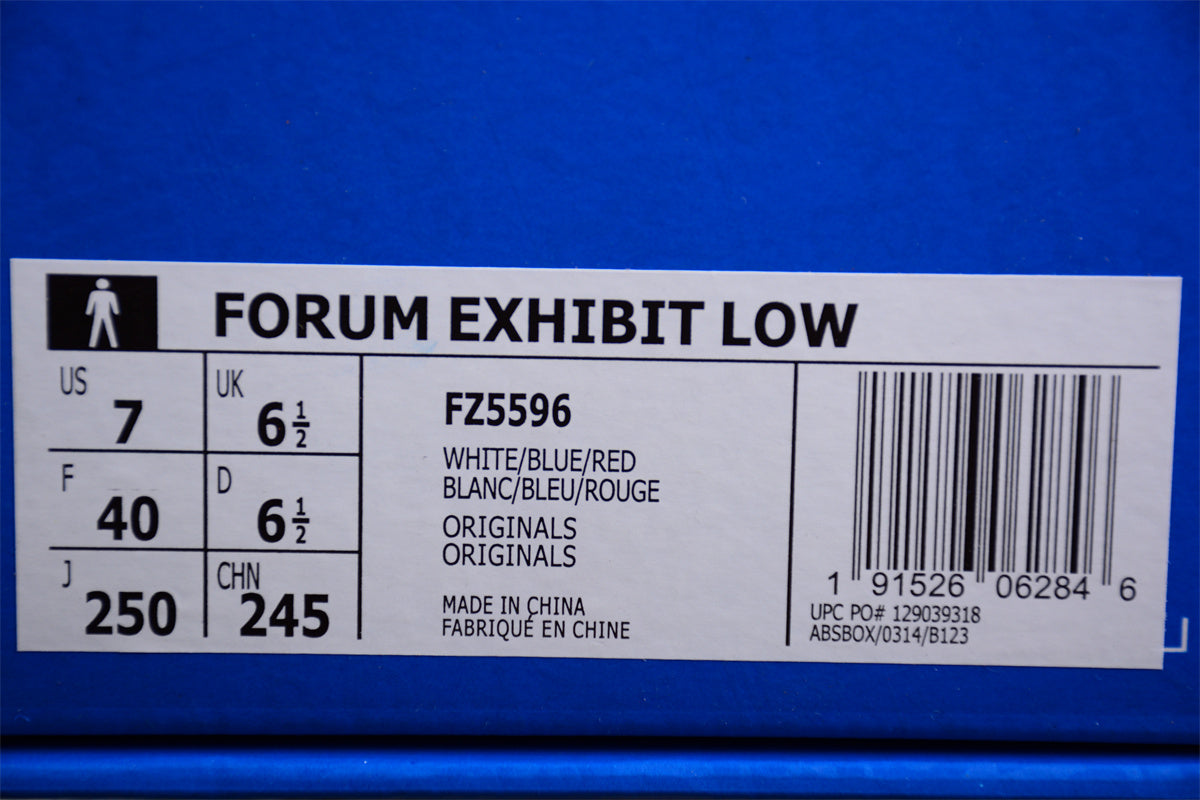 FORUM EXHIBIT LOW
US
7
UK
6 1/2
F
40
D
6 1/2
J
250
CHN
245
FZ5596
WHITE/BLUE/RED
BLANC/BLEU/ROUGE
ORIGINALS
ORIGINALS
MADE IN CHINA
FABRIQUÉ EN CHINE
1 91526 06284 6
UPC PO# 129039318
ABSBOX/0314/B123